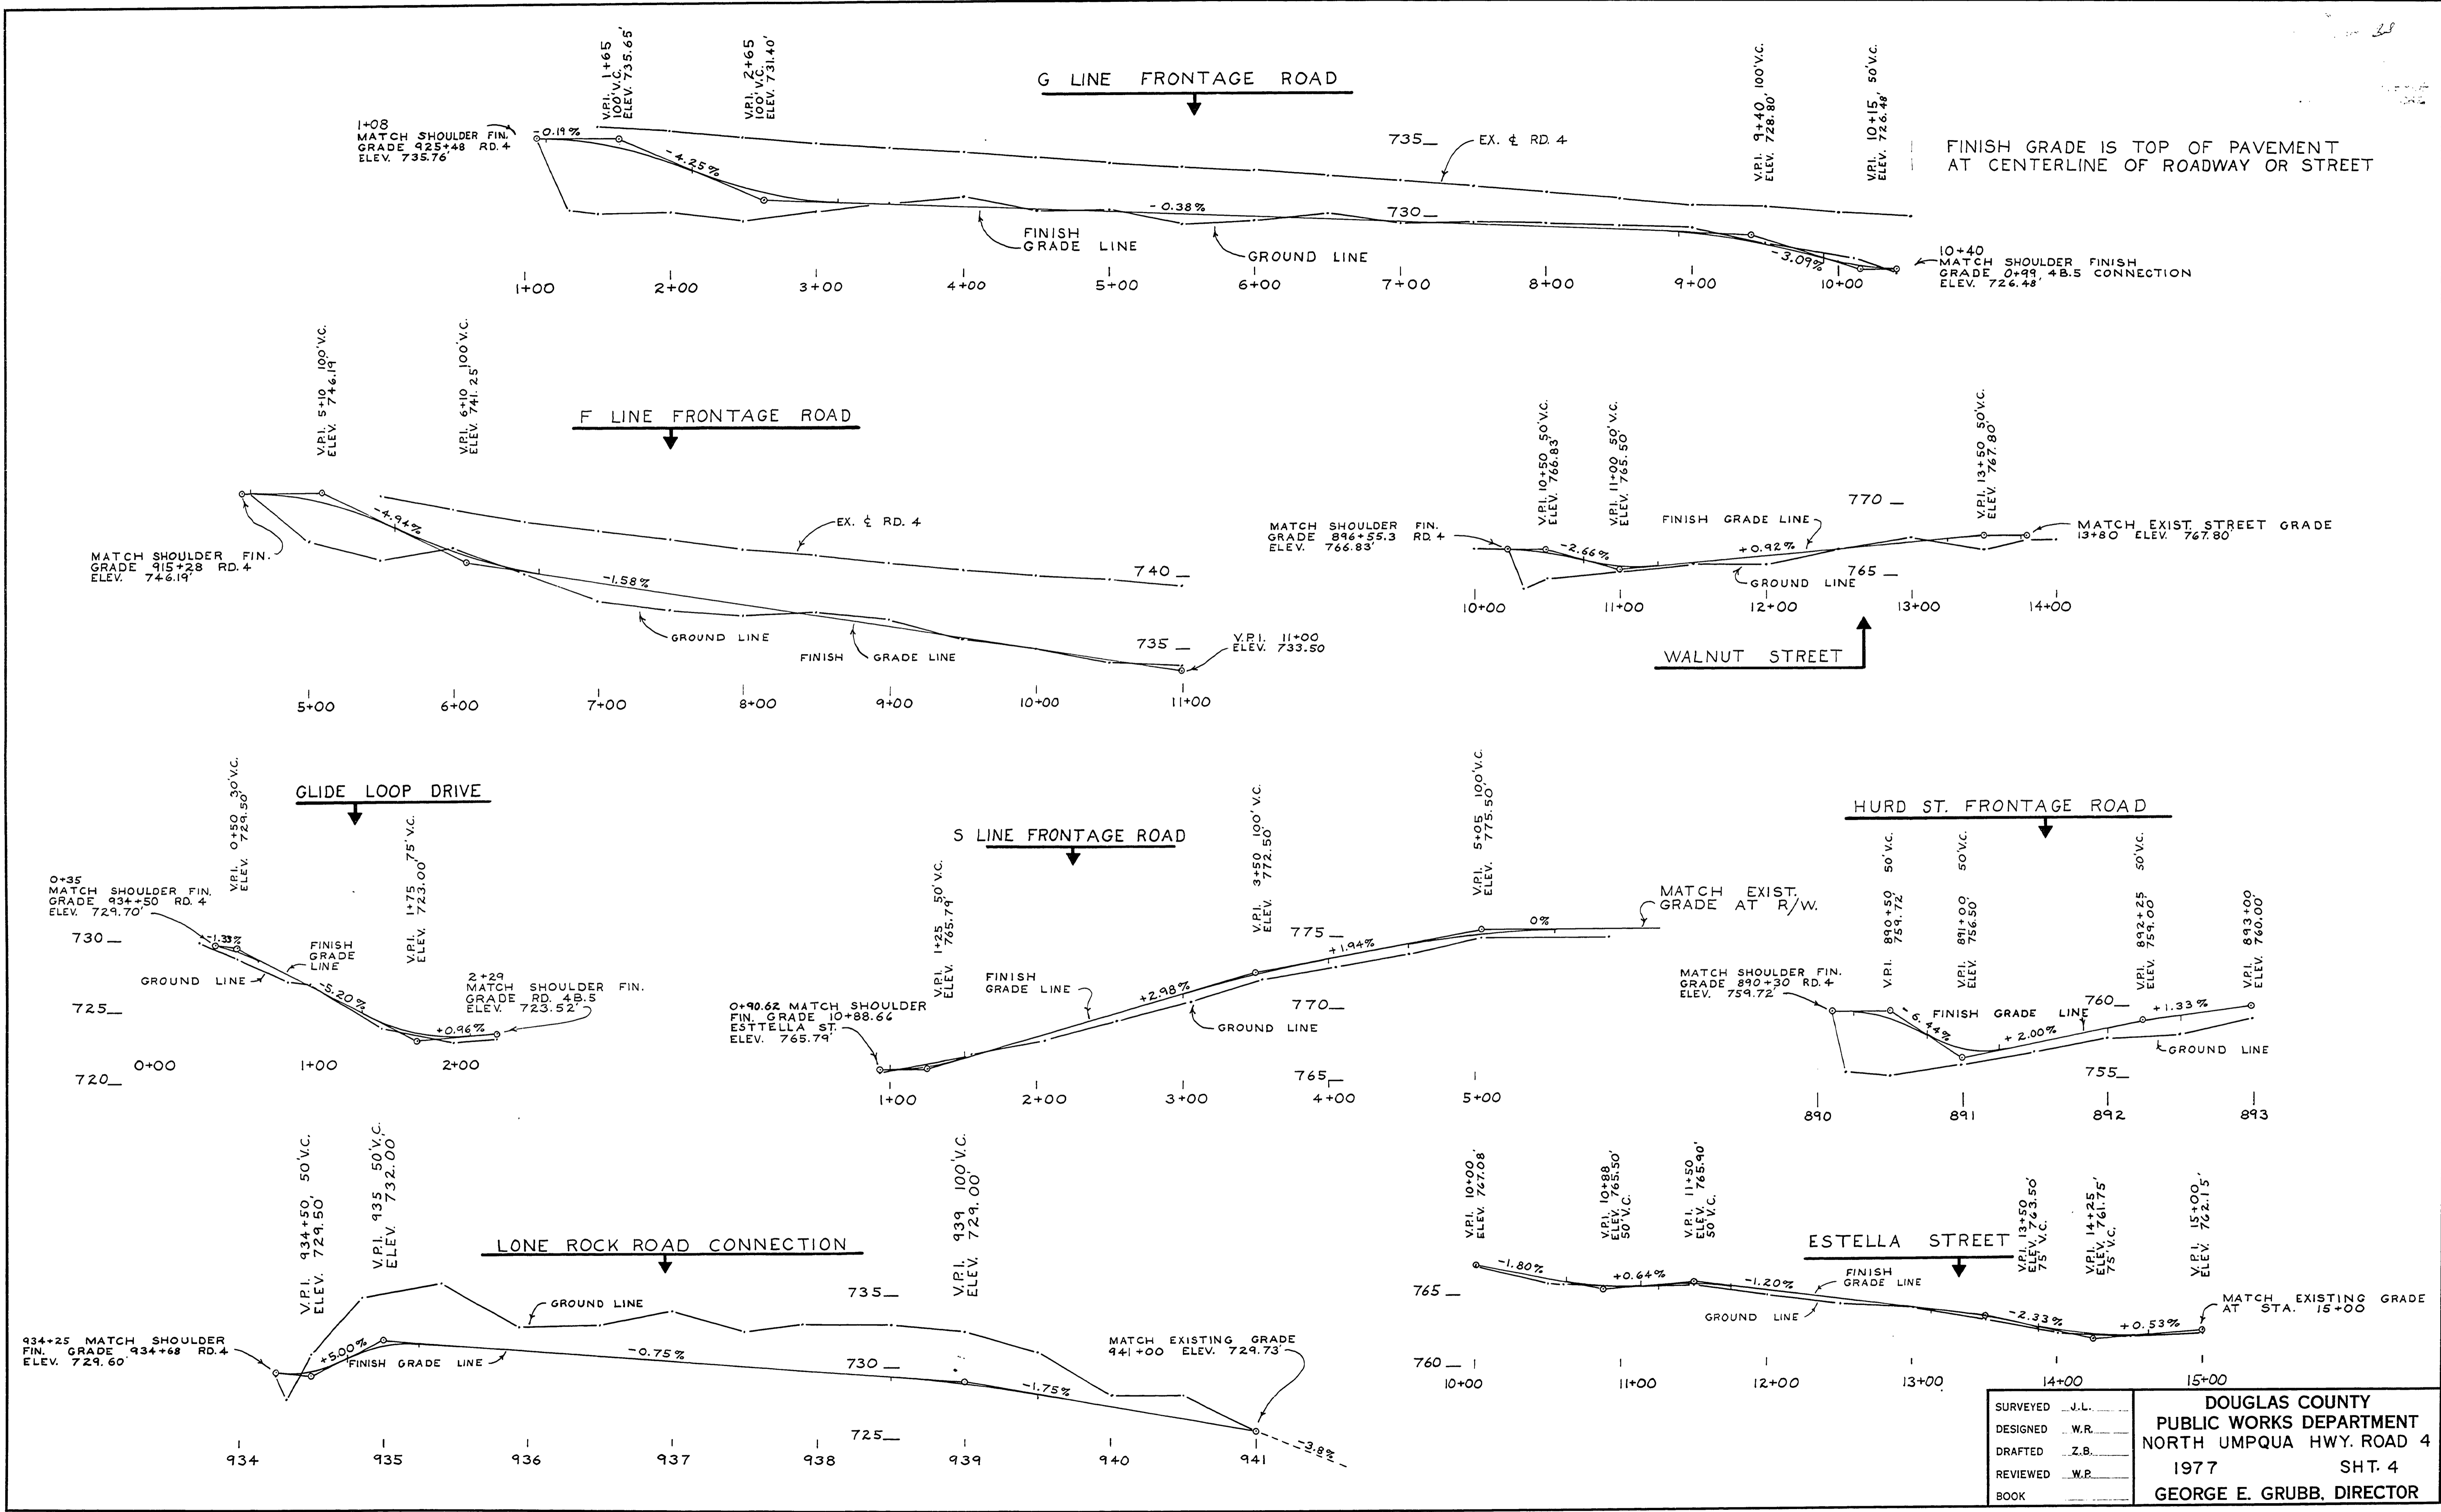 G LINE FRONTAGE ROAD
V.P.I. 1+65
100' V.C.
ELEV. 735.65'
V.P.I. 2+65
100' V.C.
ELEV. 731.40'
V.P.I. 9+40 100' V.C.
ELEV. 728.80'
V.P.I. 10+15 50' V.C.
ELEV. 726.48'
1+08
MATCH SHOULDER FIN.
GRADE 925+48 RD. 4
ELEV. 735.76'
-0.19%
-4.25%
-0.38%
-3.09%
735
730
EX. ℄ RD. 4
FINISH
GRADE LINE
GROUND LINE
FINISH GRADE IS TOP OF PAVEMENT
AT CENTERLINE OF ROADWAY OR STREET
10+40
MATCH SHOULDER FINISH
GRADE 0+99, 4B.5 CONNECTION
ELEV. 726.48'
1+00 2+00 3+00 4+00 5+00 6+00 7+00 8+00 9+00 10+00
F LINE FRONTAGE ROAD
V.P.I. 5+10 100' V.C.
ELEV. 746.19'
V.P.I. 6+10 100' V.C.
ELEV. 741.25'
MATCH SHOULDER FIN.
GRADE 915+28 RD. 4
ELEV. 746.19'
-4.94%
-1.58%
EX. ℄ RD. 4
740
735
GROUND LINE
FINISH GRADE LINE
V.P.I. 11+00
ELEV. 733.50
5+00 6+00 7+00 8+00 9+00 10+00 11+00
V.P.I. 10+50 50' V.C.
ELEV. 766.83'
V.P.I. 11+00 50' V.C.
ELEV. 765.50'
V.P.I. 13+50 50' V.C.
ELEV. 767.80'
MATCH SHOULDER FIN.
GRADE 896+55.3 RD. 4
ELEV. 766.83'
-2.66%
+0.92%
FINISH GRADE LINE
770
765
GROUND LINE
MATCH EXIST. STREET GRADE
13+80 ELEV. 767.80'
10+00 11+00 12+00 13+00 14+00
WALNUT STREET
GLIDE LOOP DRIVE
V.P.I. 0+50 30' V.C.
ELEV. 729.50'
V.P.I. 1+75 75' V.C.
ELEV. 723.00'
0+35
MATCH SHOULDER FIN.
GRADE 934+50 RD. 4
ELEV. 729.70'
730
725
720
-1.33%
-5.20%
+0.96%
FINISH
GRADE
LINE
GROUND LINE
2+29
MATCH SHOULDER FIN.
GRADE RD. 4B.5
ELEV. 723.52'
0+00 1+00 2+00
S LINE FRONTAGE ROAD
V.P.I. 1+25 50' V.C.
ELEV. 765.79'
V.P.I. 3+50 100' V.C.
ELEV. 772.50'
V.P.I. 5+05 100' V.C.
ELEV. 775.50'
0+90.62 MATCH SHOULDER
FIN. GRADE 10+88.66
ESTTELLA ST.
ELEV. 765.79'
FINISH
GRADE LINE
+2.98%
+1.94%
0%
GROUND LINE
775
770
765
MATCH EXIST.
GRADE AT R/W.
1+00 2+00 3+00 4+00 5+00
HURD ST. FRONTAGE ROAD
V.P.I. 890+50 50' V.C.
759.72'
V.P.I. 891+00 50' V.C.
ELEV. 756.50'
V.P.I. 892+25 50' V.C.
ELEV. 759.00'
V.P.I. 893+00
ELEV. 760.00'
MATCH SHOULDER FIN.
GRADE 890+30 RD. 4
ELEV. 759.72'
-6.44%
FINISH GRADE LINE
+2.00%
+1.33%
760
755
GROUND LINE
890 891 892 893
LONE ROCK ROAD CONNECTION
V.P.I. 934+50 50' V.C.
ELEV. 729.50'
V.P.I. 935 50' V.C.
ELEV. 732.00'
V.P.I. 939 100' V.C.
ELEV. 729.00'
934+25 MATCH SHOULDER
FIN. GRADE 934+68 RD. 4
ELEV. 729.60'
+5.00%
FINISH GRADE LINE
-0.75%
-1.75%
-3.8%
GROUND LINE
735
730
725
MATCH EXISTING GRADE
941+00 ELEV. 729.73'
934 935 936 937 938 939 940 941
ESTELLA STREET
V.P.I. 10+00
ELEV. 767.08'
V.P.I. 10+88
ELEV. 765.50'
50' V.C.
V.P.I. 11+50
ELEV. 765.90'
50' V.C.
V.P.I. 13+50
ELEV. 763.50'
75' V.C.
V.P.I. 14+25
ELEV. 761.75'
75' V.C.
V.P.I. 15+00
ELEV. 762.15'
-1.80%
+0.64%
-1.20%
-2.33%
+0.53%
FINISH
GRADE LINE
GROUND LINE
765
760
MATCH EXISTING GRADE
AT STA. 15+00
10+00 11+00 12+00 13+00 14+00 15+00
SURVEYED J.L.
DESIGNED W.R.
DRAFTED Z.B.
REVIEWED W.P.
BOOK
DOUGLAS COUNTY
PUBLIC WORKS DEPARTMENT
NORTH UMPQUA HWY. ROAD 4
1977 SHT. 4
GEORGE E. GRUBB, DIRECTOR